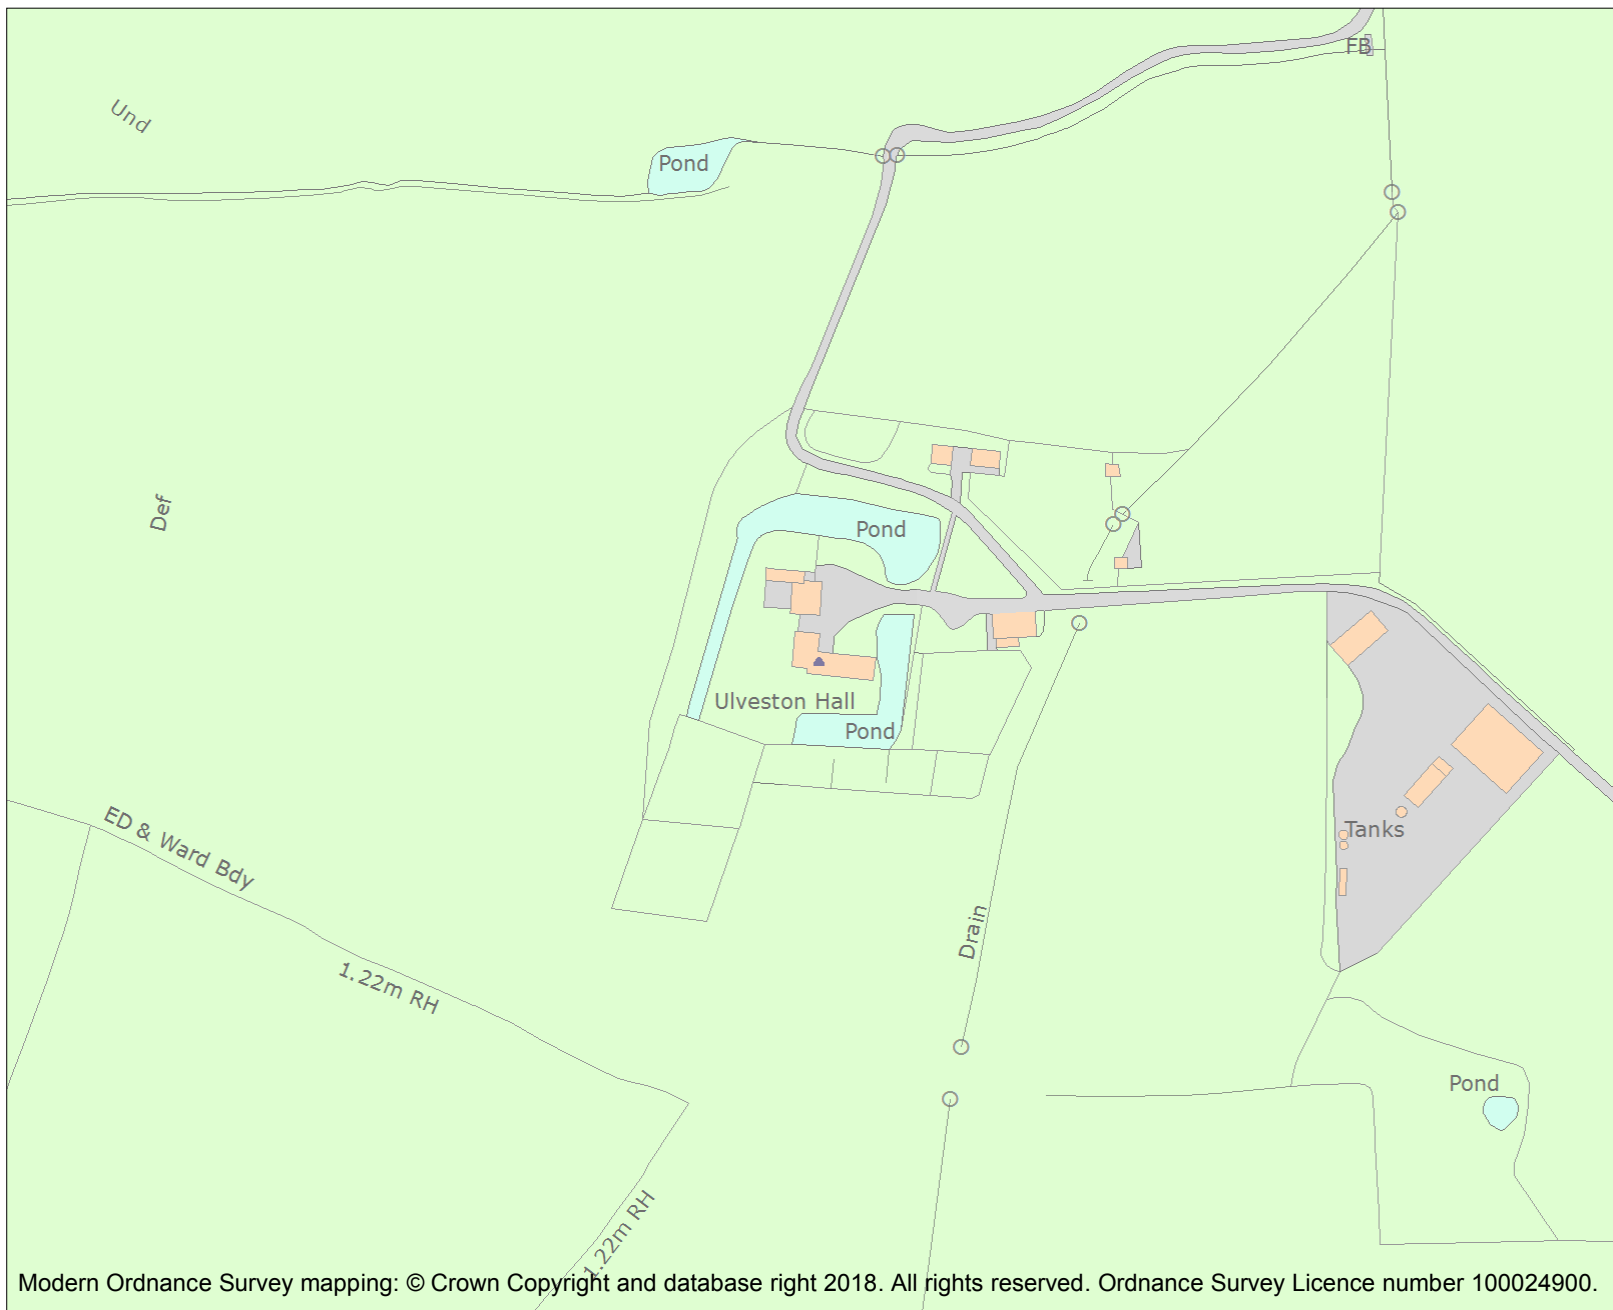 FB
Und
Pond
Def
Pond
Ulveston Hall
Pond
ED & Ward Bdy
Tanks
Drain
1.22m RH
Pond
1.22m RH
Modern Ordnance Survey mapping: © Crown Copyright and database right 2018. All rights reserved. Ordnance Survey Licence number 100024900.